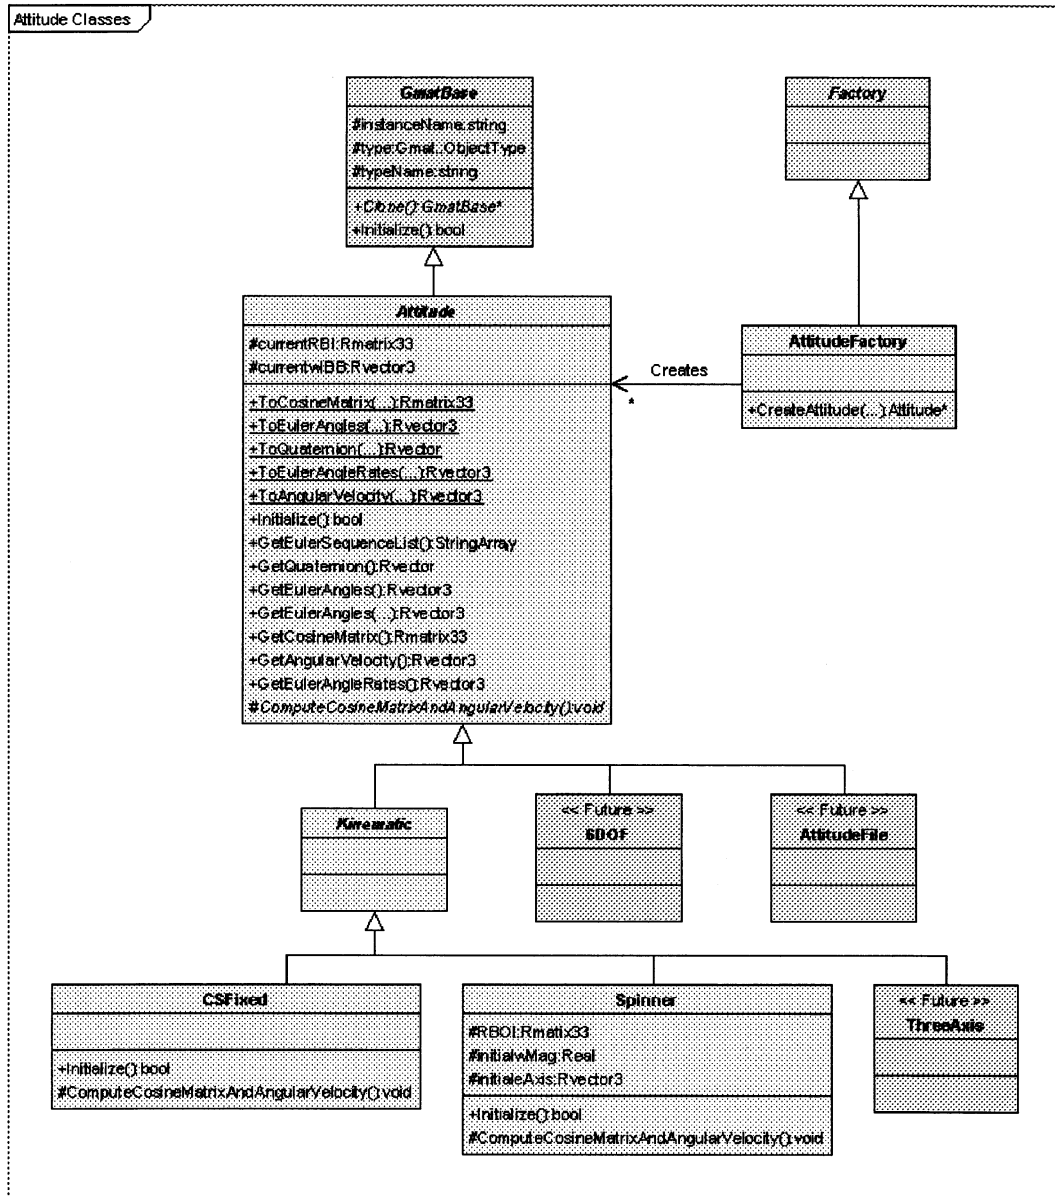 Attitude Classes
GmatBase
#instanceName:string
#type:Gmat::ObjectType
#typeName:string
+Clone():GmatBase*
+Initialize():bool
Factory
Attitude
#currentRBI:Rmatrix33
#currentwIBB:Rvector3
+ToCosineMatrix(...):Rmatrix33
+ToEulerAngles(...):Rvector3
+ToQuaternion(...):Rvector
+ToEulerAngleRates(...):Rvector3
+ToAngularVelocity(...):Rvector3
+Initialize():bool
+GetEulerSequenceList():StringArray
+GetQuaternion():Rvector
+GetEulerAngles():Rvector3
+GetEulerAngles(...):Rvector3
+GetCosineMatrix():Rmatrix33
+GetAngularVelocity():Rvector3
+GetEulerAngleRates():Rvector3
#ComputeCosineMatrixAndAngularVelocity():void
Creates
*
AttitudeFactory
+CreateAttitude(...):Attitude*
Kinematic
<< Future >>
6DOF
<< Future >>
AttitudeFile
CSFixed
+Initialize():bool
#ComputeCosineMatrixAndAngularVelocity():void
Spinner
#RBOI:Rmatix33
#initialwMag:Real
#initialeAxis:Rvector3
+Initialize():bool
#ComputeCosineMatrixAndAngularVelocity():void
<< Future >>
ThreeAxis